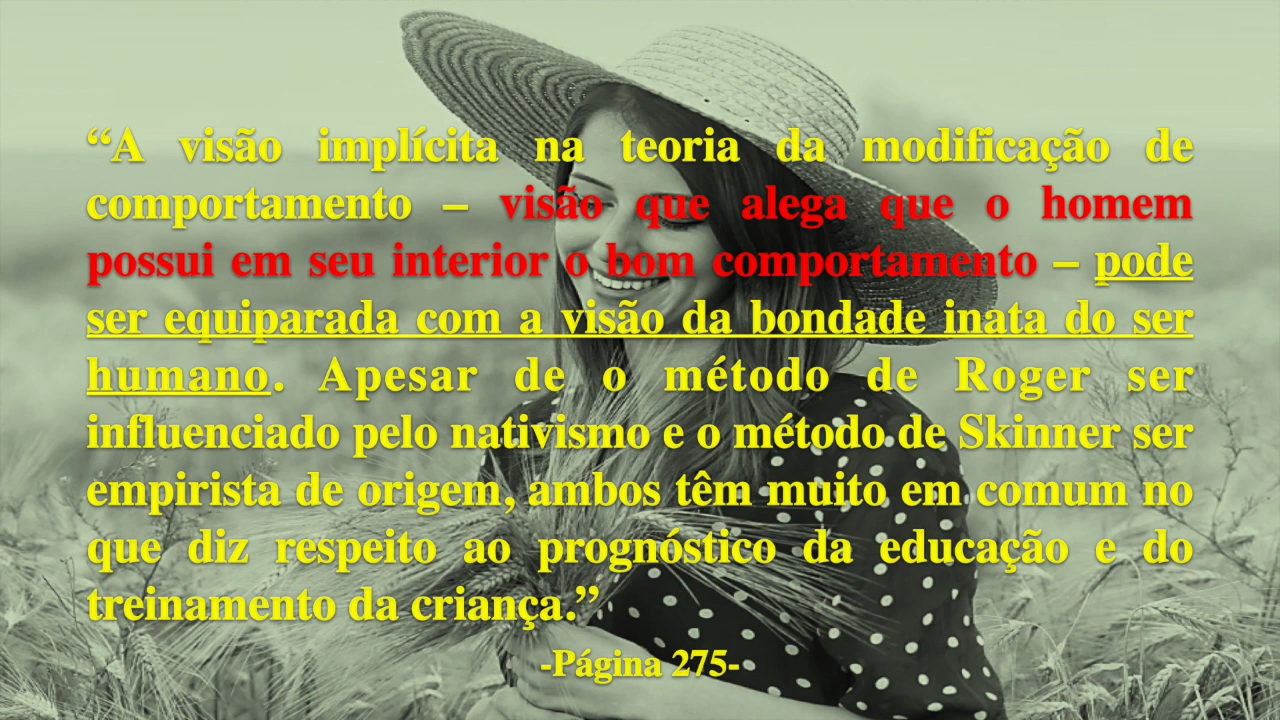 “A visão implícita na teoria da modificação de
comportamento – visão que alega que o homem
possui em seu interior o bom comportamento – pode
ser equiparada com a visão da bondade inata do ser
humano. Apesar de o método de Roger ser
influenciado pelo nativismo e o método de Skinner ser
empirista de origem, ambos têm muito em comum no
que diz respeito ao prognóstico da educação e do
treinamento da criança.”
-Página 275-